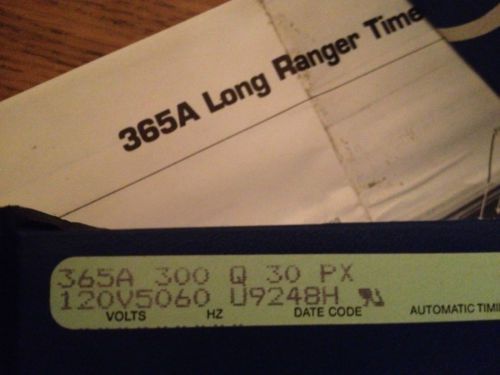 365A Long Ranger Time
365A 300 Q 30 PX
120V5060 U9248H
VOLTS HZ DATE CODE AUTOMATIC TIMI